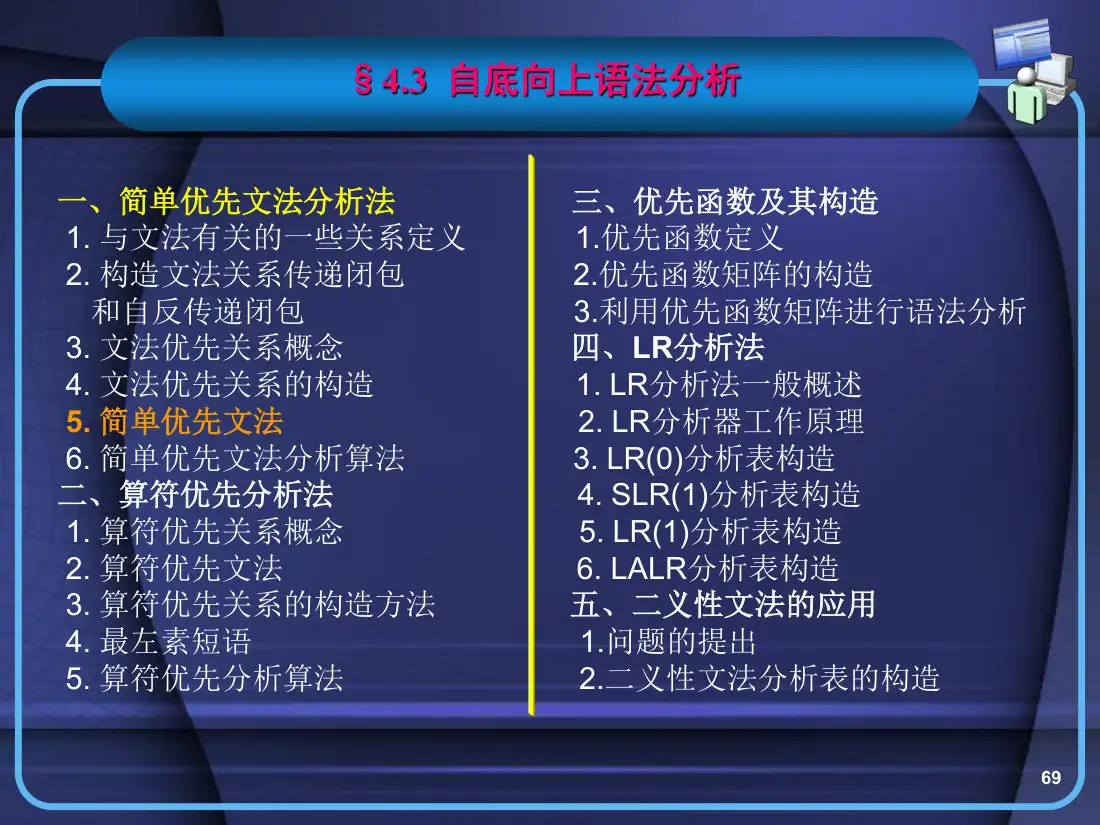 §4.3 自底向上语法分析
一、简单优先文法分析法
1. 与文法有关的一些关系定义
2. 构造文法关系传递闭包
和自反传递闭包
3. 文法优先关系概念
4. 文法优先关系的构造
5. 简单优先文法
6. 简单优先文法分析算法
二、算符优先分析法
1. 算符优先关系概念
2. 算符优先文法
3. 算符优先关系的构造方法
4. 最左素短语
5. 算符优先分析算法
三、优先函数及其构造
1.优先函数定义
2.优先函数矩阵的构造
3.利用优先函数矩阵进行语法分析
四、LR分析法
1. LR分析法一般概述
2. LR分析器工作原理
3. LR(0)分析表构造
4. SLR(1)分析表构造
5. LR(1)分析表构造
6. LALR分析表构造
五、二义性文法的应用
1.问题的提出
2.二义性文法分析表的构造
69